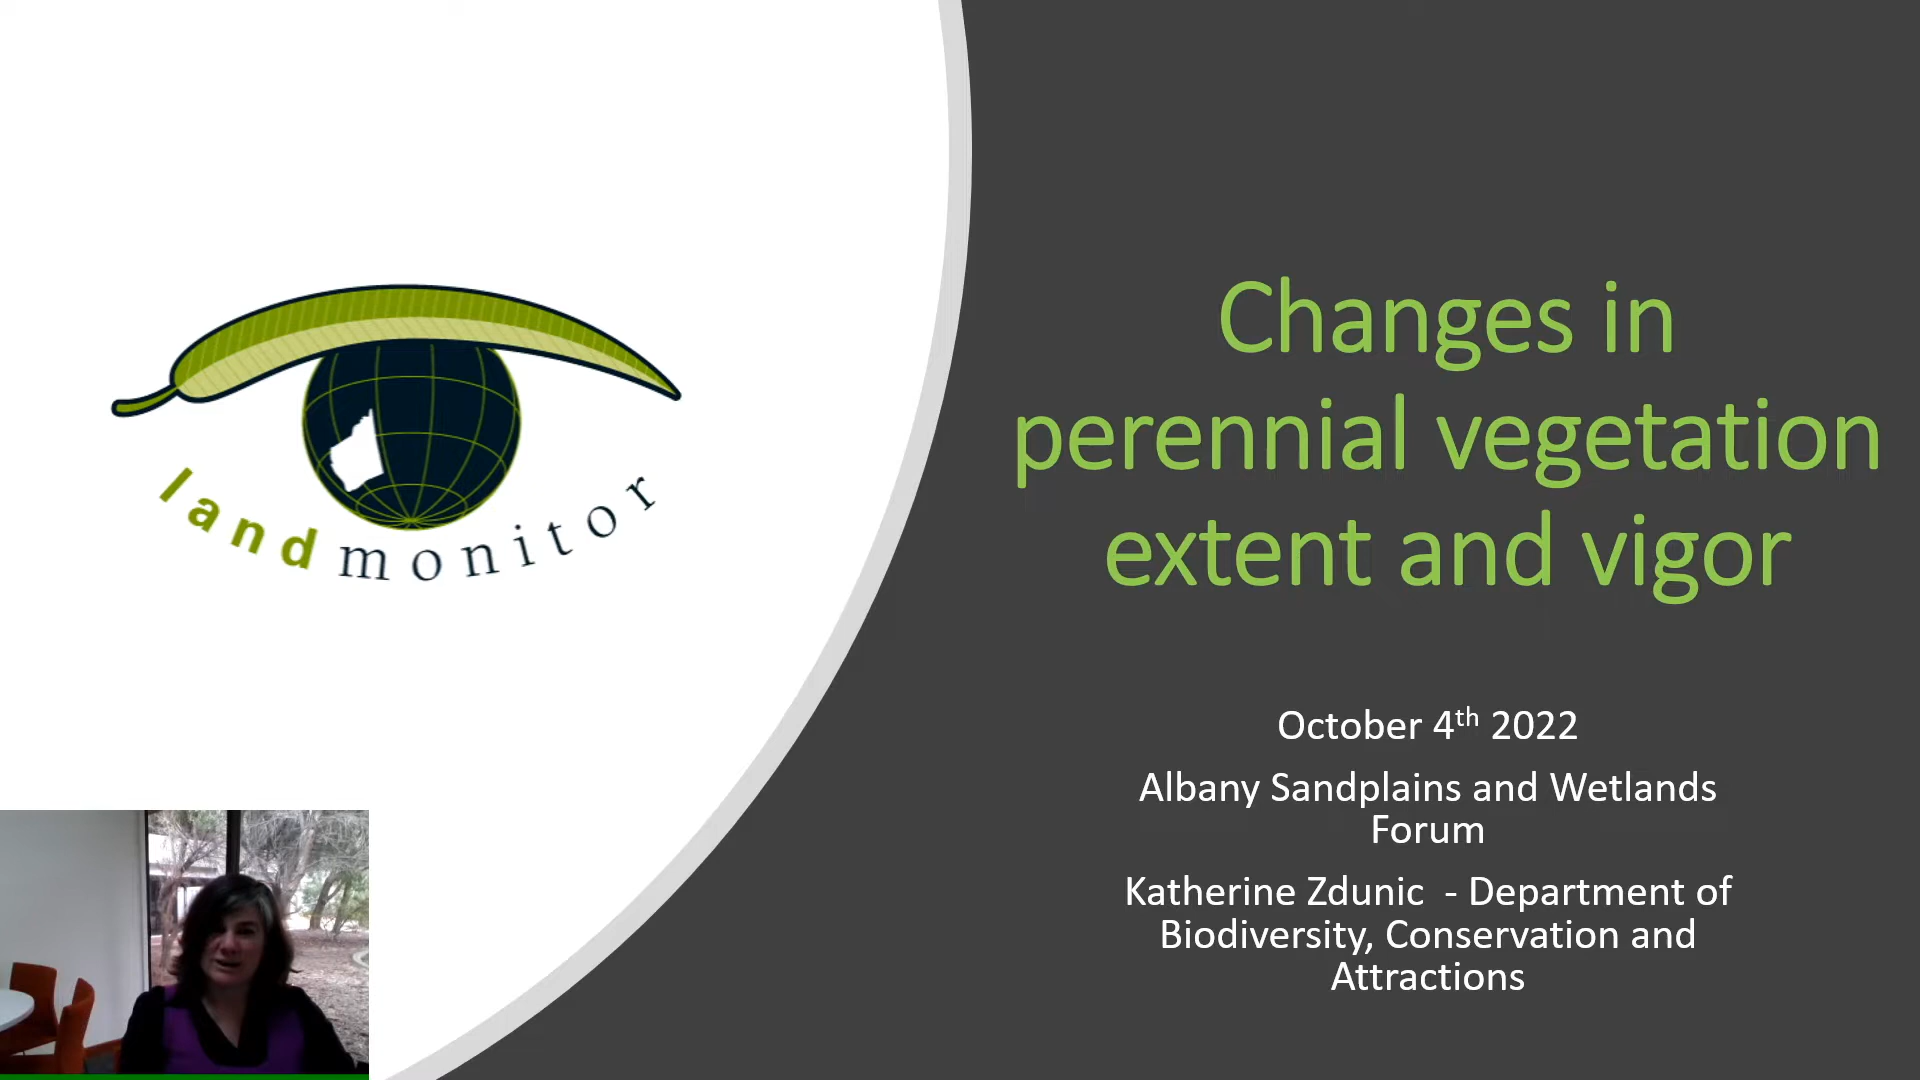 landmonitor
Changes in
perennial vegetation
extent and vigor
October 4th 2022
Albany Sandplains and Wetlands
Forum
Katherine Zdunic - Department of
Biodiversity, Conservation and
Attractions